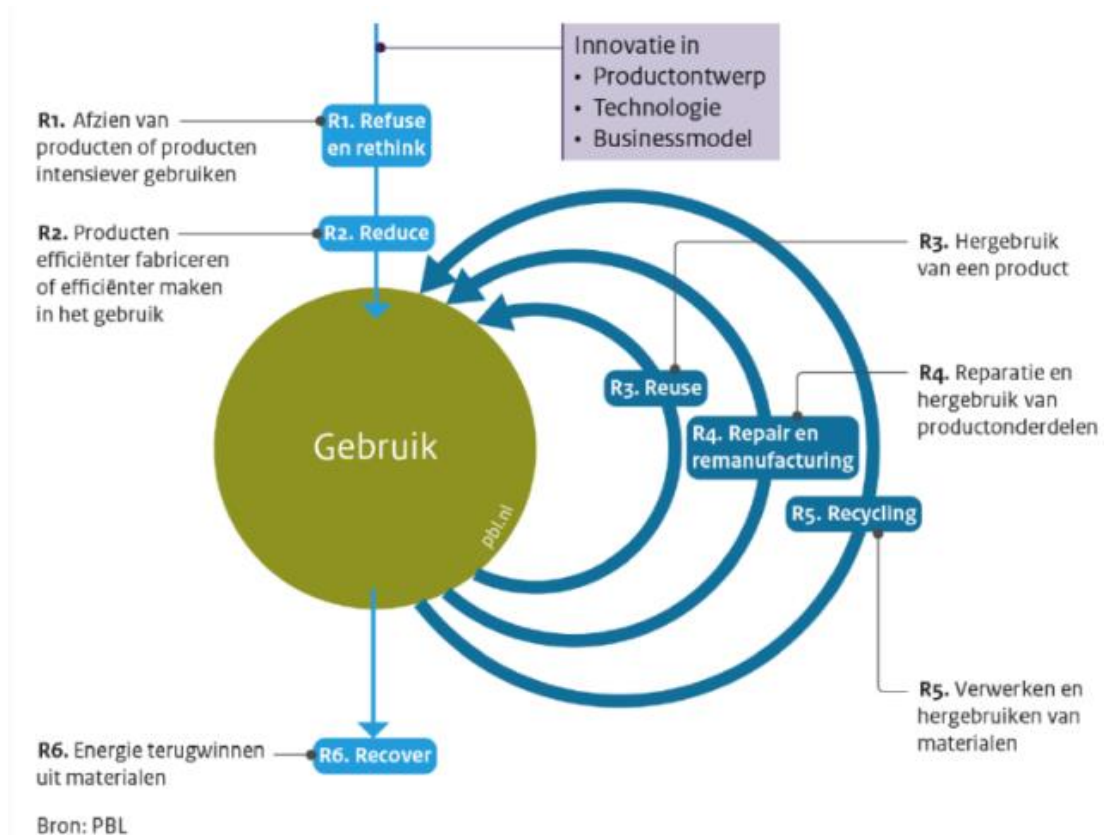 Innovatie in
• Productontwerp
• Technologie
• Businessmodel
R1. Afzien van
producten of producten
intensiever gebruiken
R1. Refuse
en rethink
R2. Producten
efficiënter fabriceren
of efficiënter maken
in het gebruik
R2. Reduce
R3. Hergebruik
van een product
R3. Reuse
R4. Reparatie en
hergebruik van
productonderdelen
R4. Repair en
remanufacturing
Gebruik
pbl.nl
R5. Recycling
R5. Verwerken en
hergebruiken van
materialen
R6. Energie terugwinnen
uit materialen
R6. Recover
Bron: PBL